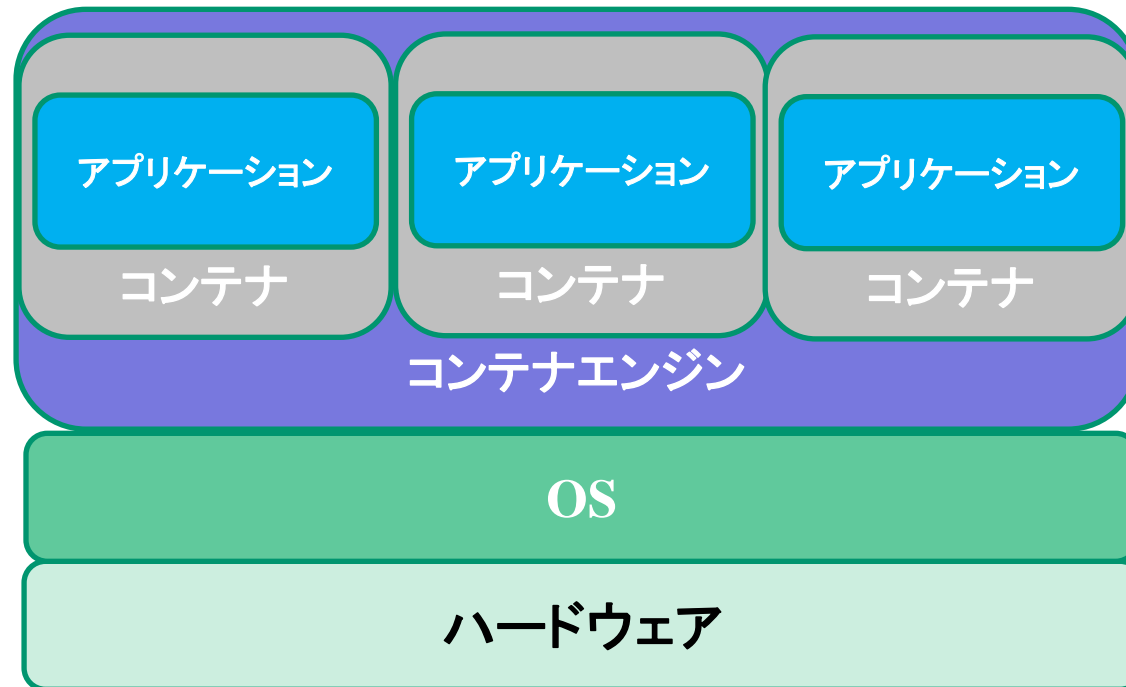 アプリケーション
アプリケーション
アプリケーション
コンテナ
コンテナ
コンテナ
コンテナエンジン
OS
ハードウェア